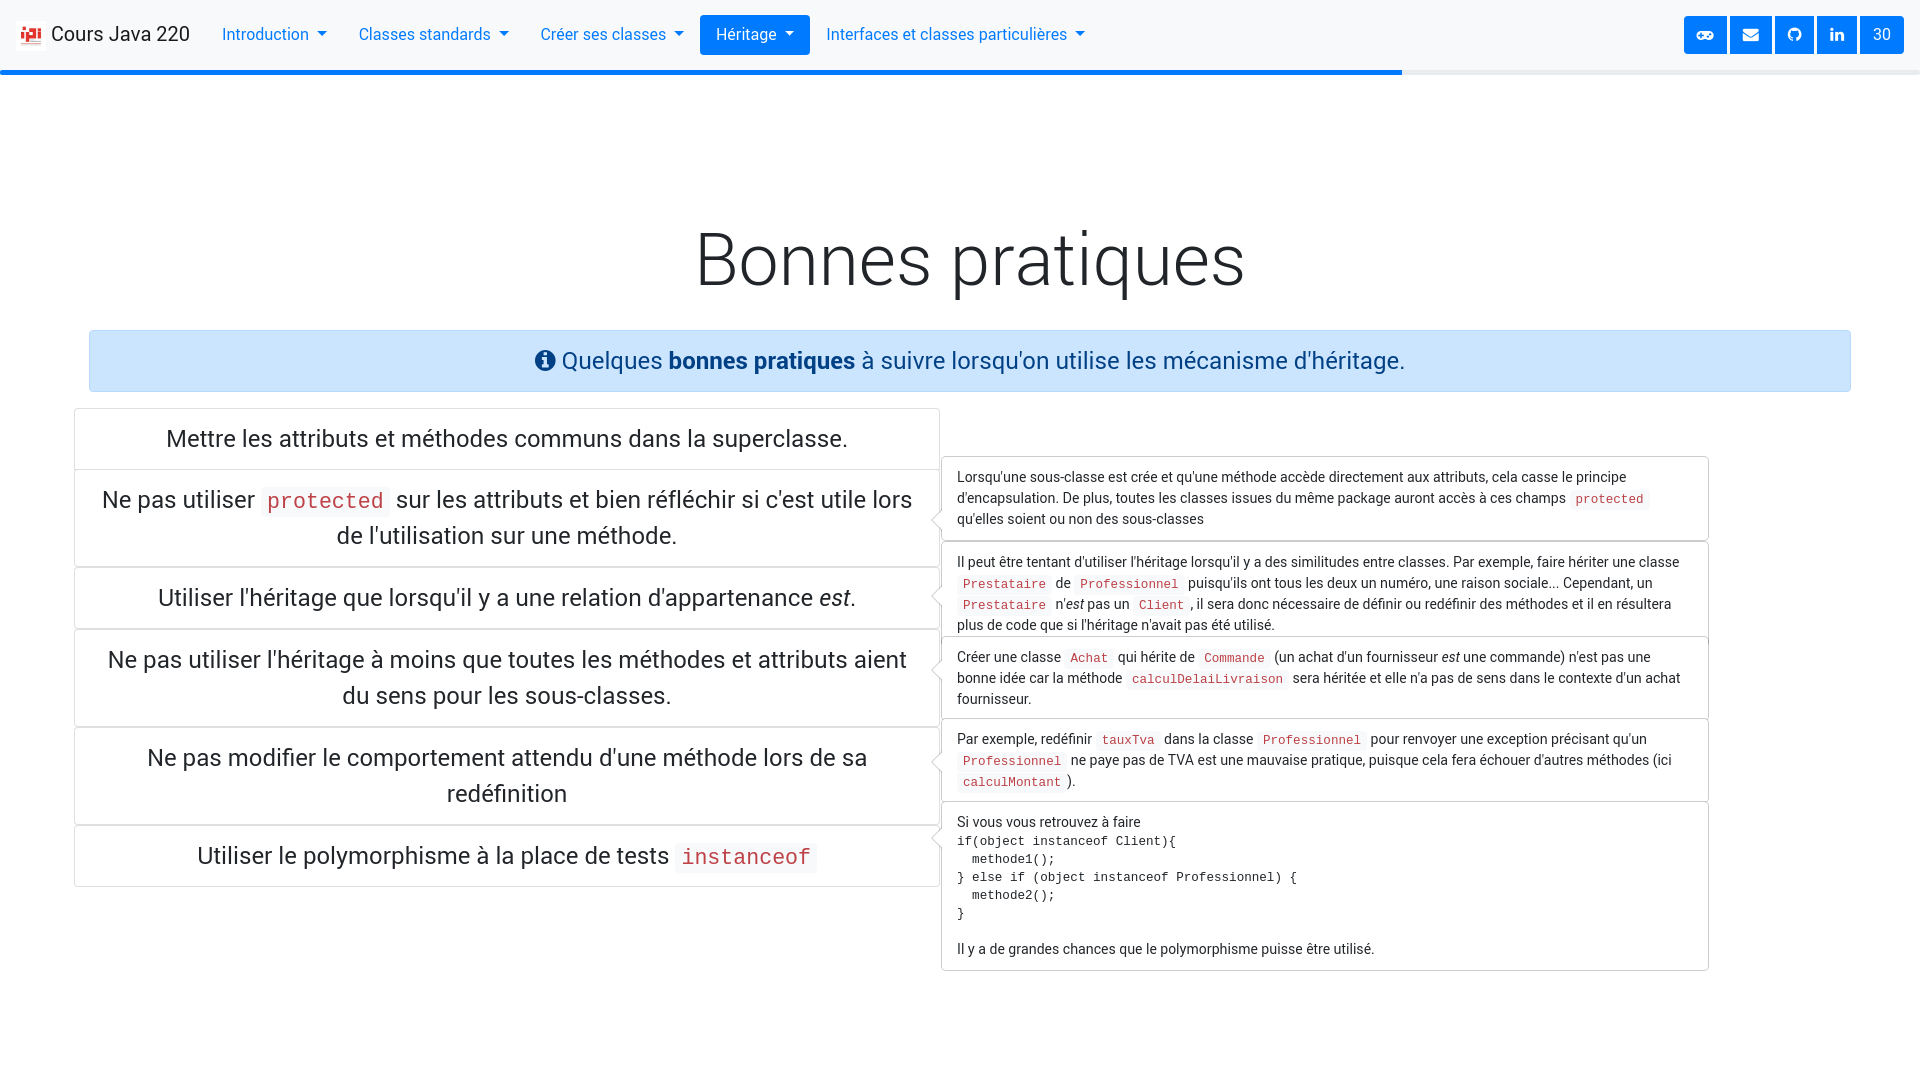 ipi Cours Java 220 Introduction Classes standards Créer ses classes Héritage Interfaces et classes particulières 30
Bonnes pratiques
Quelques bonnes pratiques à suivre lorsqu'on utilise les mécanisme d'héritage.
Mettre les attributs et méthodes communs dans la superclasse.
Ne pas utiliser protected sur les attributs et bien réfléchir si c'est utile lors
de l'utilisation sur une méthode.
Lorsqu'une sous-classe est crée et qu'une méthode accède directement aux attributs, cela casse le principe
d'encapsulation. De plus, toutes les classes issues du même package auront accès à ces champs protected
qu'elles soient ou non des sous-classes
Utiliser l'héritage que lorsqu'il y a une relation d'appartenance est.
Il peut être tentant d'utiliser l'héritage lorsqu'il y a des similitudes entre classes. Par exemple, faire hériter une classe
Prestataire de Professionnel puisqu'ils ont tous les deux un numéro, une raison sociale... Cependant, un
Prestataire n'est pas un Client, il sera donc nécessaire de définir ou redéfinir des méthodes et il en résultera
plus de code que si l'héritage n'avait pas été utilisé.
Ne pas utiliser l'héritage à moins que toutes les méthodes et attributs aient
du sens pour les sous-classes.
Créer une classe Achat qui hérite de Commande (un achat d'un fournisseur est une commande) n'est pas une
bonne idée car la méthode calculDelaiLivraison sera héritée et elle n'a pas de sens dans le contexte d'un achat
fournisseur.
Ne pas modifier le comportement attendu d'une méthode lors de sa
redéfinition
Par exemple, redéfinir tauxTva dans la classe Professionnel pour renvoyer une exception précisant qu'un
Professionnel ne paye pas de TVA est une mauvaise pratique, puisque cela fera échouer d'autres méthodes (ici
calculMontant ).
Utiliser le polymorphisme à la place de tests instanceof
Si vous vous retrouvez à faire
if(object instanceof Client){
methode1();
} else if (object instanceof Professionnel) {
methode2();
}
Il y a de grandes chances que le polymorphisme puisse être utilisé.